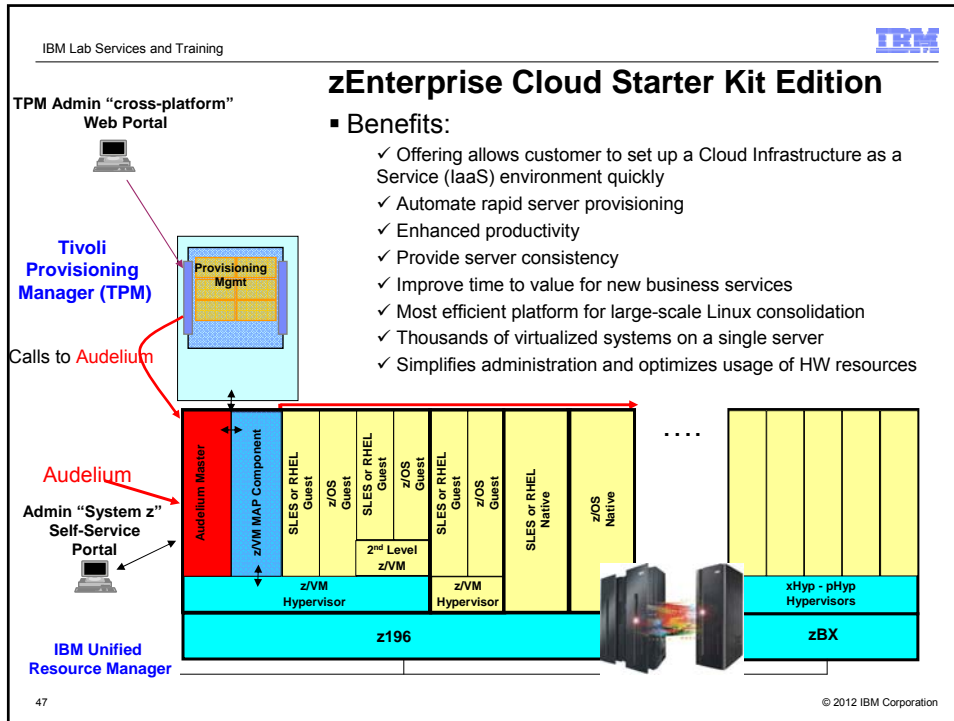 IBM Lab Services and Training
IBM
zEnterprise Cloud Starter Kit Edition
TPM Admin “cross-platform”
Web Portal
▪ Benefits:
✓ Offering allows customer to set up a Cloud Infrastructure as a
Service (IaaS) environment quickly
✓ Automate rapid server provisioning
✓ Enhanced productivity
✓ Provide server consistency
✓ Improve time to value for new business services
✓ Most efficient platform for large-scale Linux consolidation
✓ Thousands of virtualized systems on a single server
✓ Simplifies administration and optimizes usage of HW resources
Tivoli
Provisioning
Manager (TPM)
Provisioning
Mgmt
Calls to Audelium
Audelium
Admin “System z”
Self-Service
Portal
Audelium Master
z/VM MAP Component
SLES or RHEL
Guest
z/OS
Guest
SLES or RHEL
Guest
z/OS
Guest
2nd Level
z/VM
SLES or RHEL
Guest
z/OS
Guest
SLES or RHEL
Native
z/OS
Native
....
z/VM
Hypervisor
z/VM
Hypervisor
xHyp - pHyp
Hypervisors
z196
zBX
IBM Unified
Resource Manager
47
© 2012 IBM Corporation